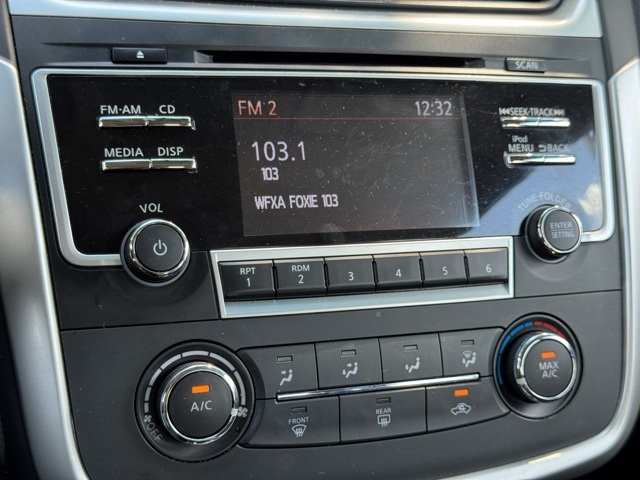 SCAN
FM·AM CD
MEDIA DISP
VOL
FM 2 12:32
103.1
103
WFXA FOXIE 103
SEEK·TRACK
iPod
MENU BACK
TUNE·FOLDER
ENTER
SETTING
RPT
1
RDM
2
3
4
5
6
A/C
OFF
FRONT
REAR
MAX
A/C